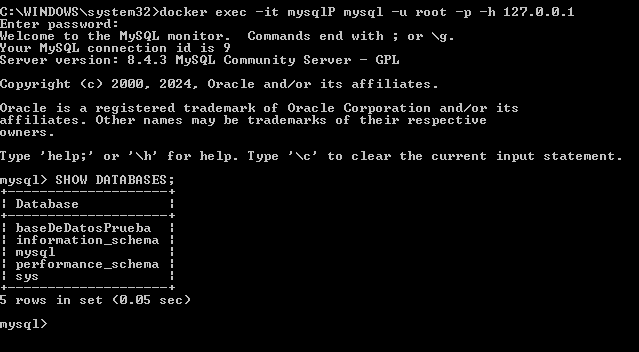 C:\WINDOWS\system32>docker exec -it mysqlP mysql -u root -p -h 127.0.0.1
Enter password:
Welcome to the MySQL monitor.  Commands end with ; or \g.
Your MySQL connection id is 9
Server version: 8.4.3 MySQL Community Server - GPL
Copyright (c) 2000, 2024, Oracle and/or its affiliates.
Oracle is a registered trademark of Oracle Corporation and/or its
affiliates. Other names may be trademarks of their respective
owners.
Type 'help;' or '\h' for help. Type '\c' to clear the current input statement.
mysql> SHOW DATABASES;
+--------------------+
| Database           |
+--------------------+
| baseDeDatosPrueba  |
| information_schema |
| mysql              |
| performance_schema |
| sys                |
+--------------------+
5 rows in set (0.05 sec)
mysql>